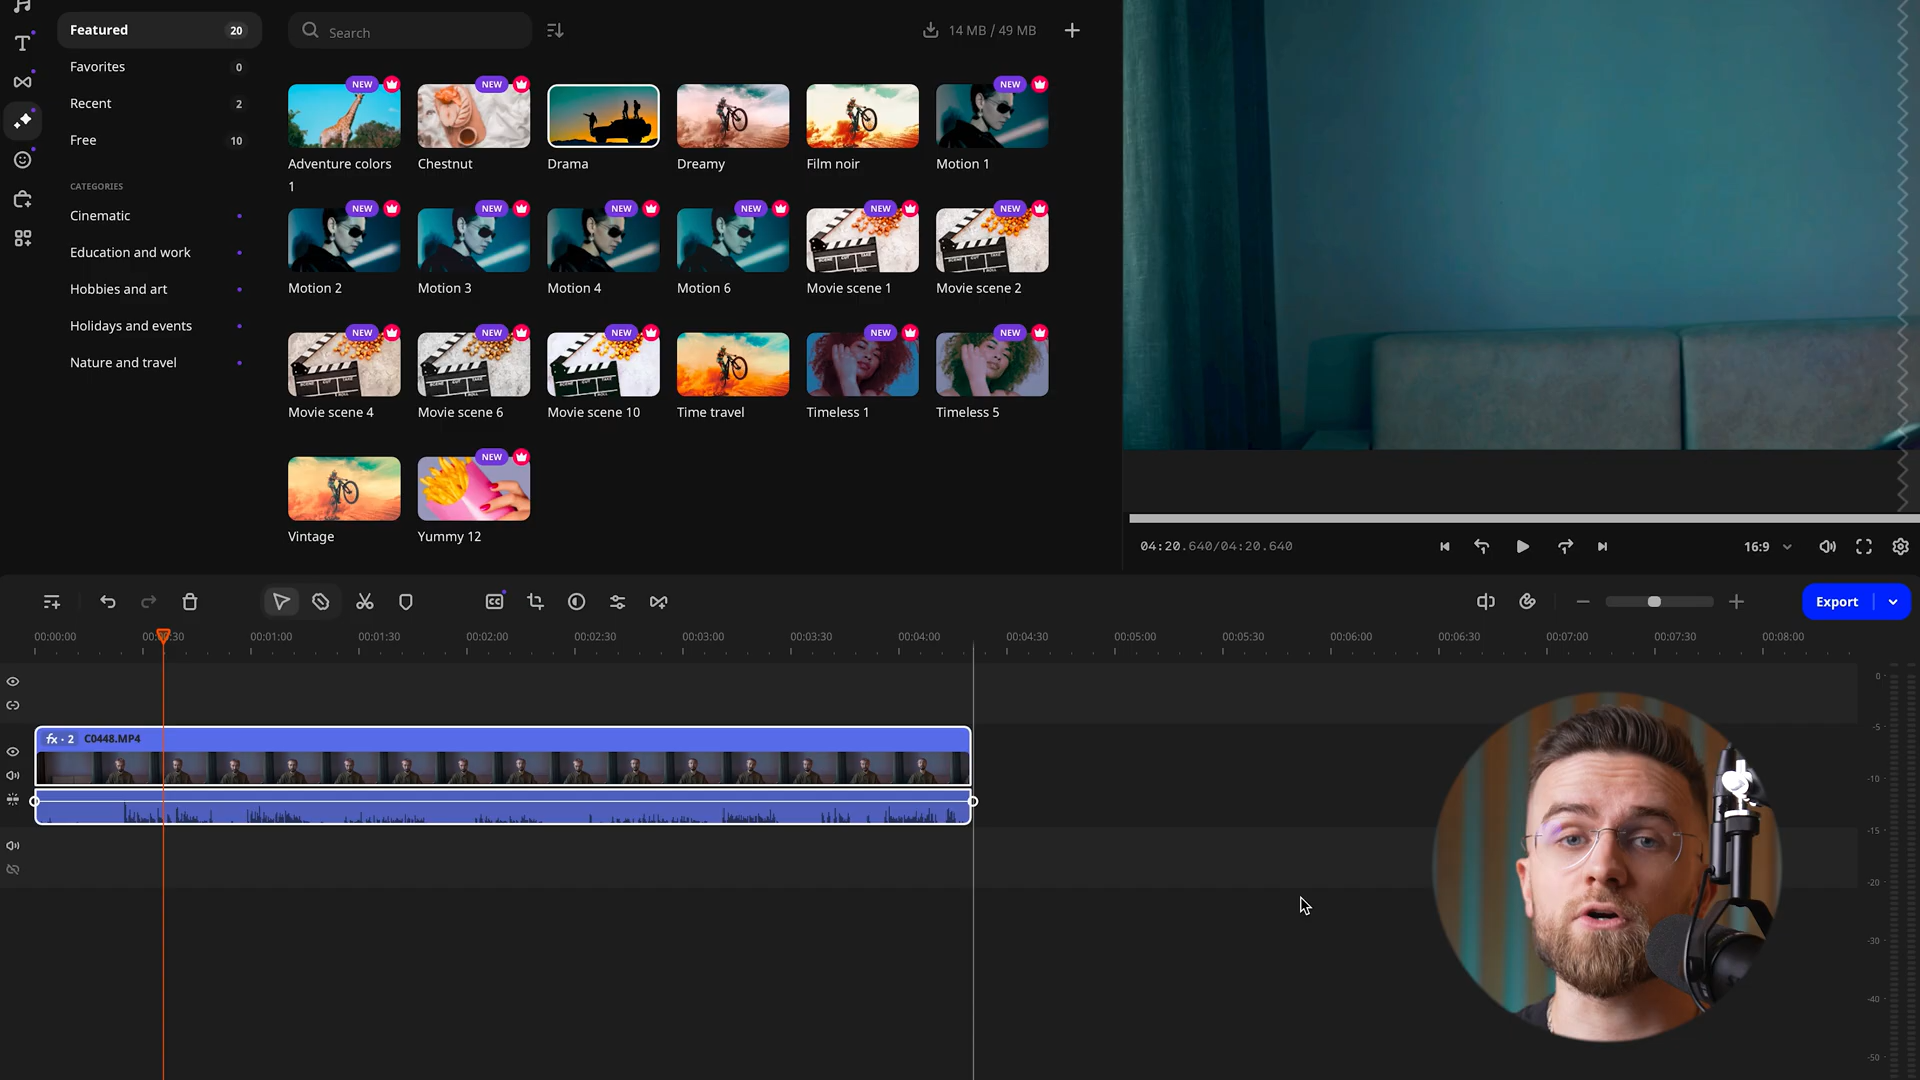 Featured 20
Search
14 MB / 49 MB
Favorites 0
Recent 2
Free 10
CATEGORIES
Cinematic
Education and work
Hobbies and art
Holidays and events
Nature and travel
NEW NEW NEW
Adventure colors 1
Chestnut
Drama
Dreamy
Film noir
Motion 1
NEW NEW NEW NEW NEW NEW
Motion 2
Motion 3
Motion 4
Motion 6
Movie scene 1
Movie scene 2
NEW NEW NEW NEW NEW
Movie scene 4
Movie scene 6
Movie scene 10
Time travel
Timeless 1
Timeless 5
NEW
Vintage
Yummy 12
04:20.640/04:20.640
16:9
CC
Export
00:00:00 00:00:30 00:01:00 00:01:30 00:02:00 00:02:30 00:03:00 00:03:30 00:04:00 00:04:30 00:05:00 00:05:30 00:06:00 00:06:30 00:07:00 00:07:30 00:08:00
fx · 2 C0448.MP4
0
-5
-10
-15
-20
-30
-40
-50